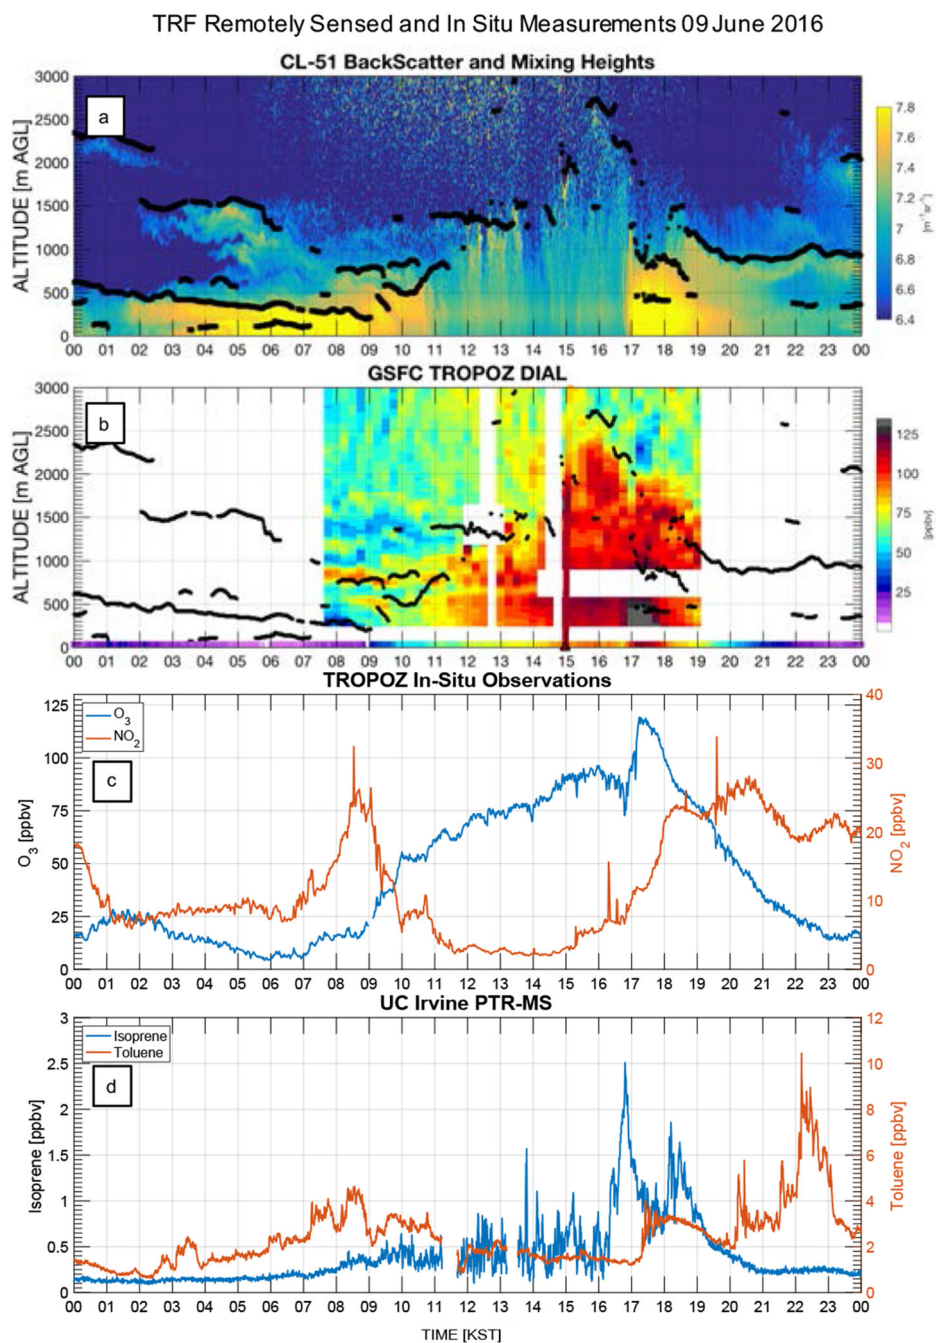 TRF Remotely Sensed and In Situ Measurements 09 June 2016
CL-51 BackScatter and Mixing Heights
a
ALTITUDE [m AGL]
3000
2500
2000
1500
1000
500
0
00 01 02 03 04 05 06 07 08 09 10 11 12 13 14 15 16 17 18 19 20 21 22 23 00
7.8
7.6
7.4
7.2
7
6.8
6.6
6.4
[m⁻¹ sr⁻¹]
GSFC TROPOZ DIAL
b
ALTITUDE [m AGL]
3000
2500
2000
1500
1000
500
0
00 01 02 03 04 05 06 07 08 09 10 11 12 13 14 15 16 17 18 19 20 21 22 23 00
125
100
75
50
25
[ppbv]
TROPOZ In-Situ Observations
O₃
NO₂
c
O₃ [ppbv]
125
100
75
50
25
0
40
30
20
10
0
NO₂ [ppbv]
00 01 02 03 04 05 06 07 08 09 10 11 12 13 14 15 16 17 18 19 20 21 22 23 00
UC Irvine PTR-MS
Isoprene
Toluene
d
Isoprene [ppbv]
3
2.5
2
1.5
1
0.5
0
12
10
8
6
4
2
0
Toluene [ppbv]
00 01 02 03 04 05 06 07 08 09 10 11 12 13 14 15 16 17 18 19 20 21 22 23 00
TIME [KST]